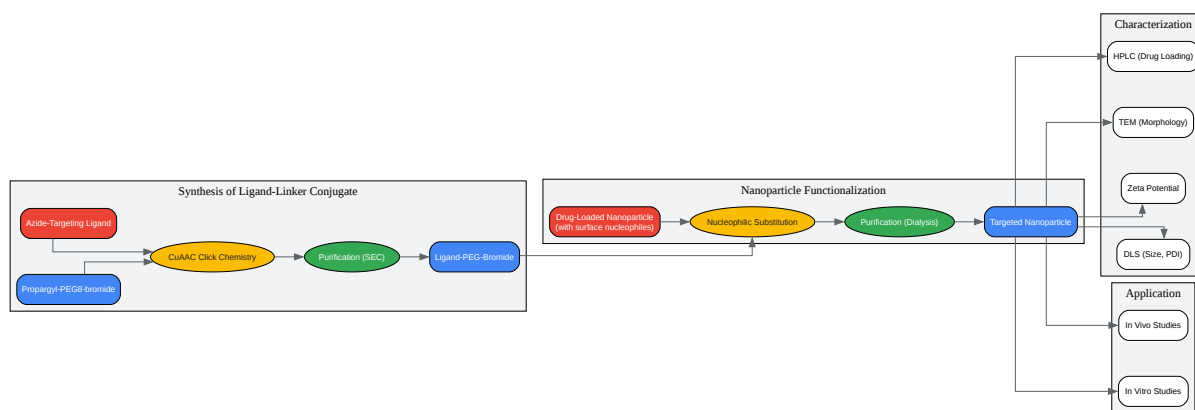 Synthesis of Ligand-Linker Conjugate
Azide-Targeting Ligand
Propargyl-PEG8-bromide
CuAAC Click Chemistry
Purification (SEC)
Ligand-PEG-Bromide
Nanoparticle Functionalization
Drug-Loaded Nanoparticle
(with surface nucleophiles)
Nucleophilic Substitution
Purification (Dialysis)
Targeted Nanoparticle
Characterization
HPLC (Drug Loading)
TEM (Morphology)
Zeta Potential
DLS (Size, PDI)
Application
In Vivo Studies
In Vitro Studies